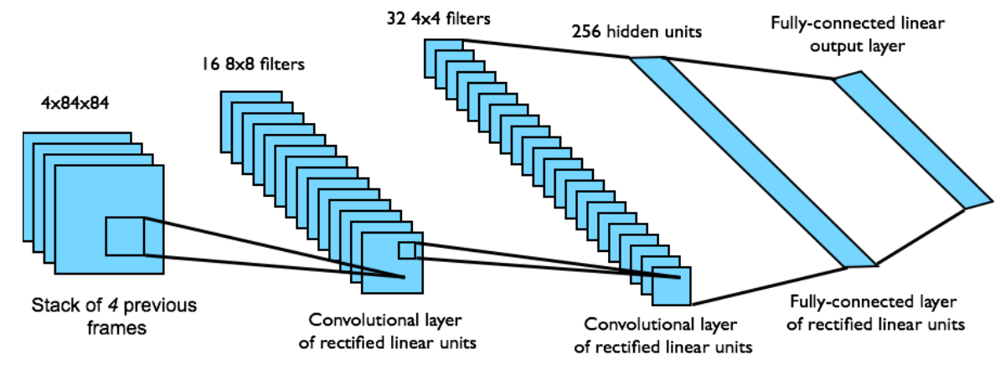 32 4x4 filters
256 hidden units
Fully-connected linear
output layer
16 8x8 filters
4x84x84
Stack of 4 previous
frames
Convolutional layer
of rectified linear units
Convolutional layer
of rectified linear units
Fully-connected layer
of rectified linear units